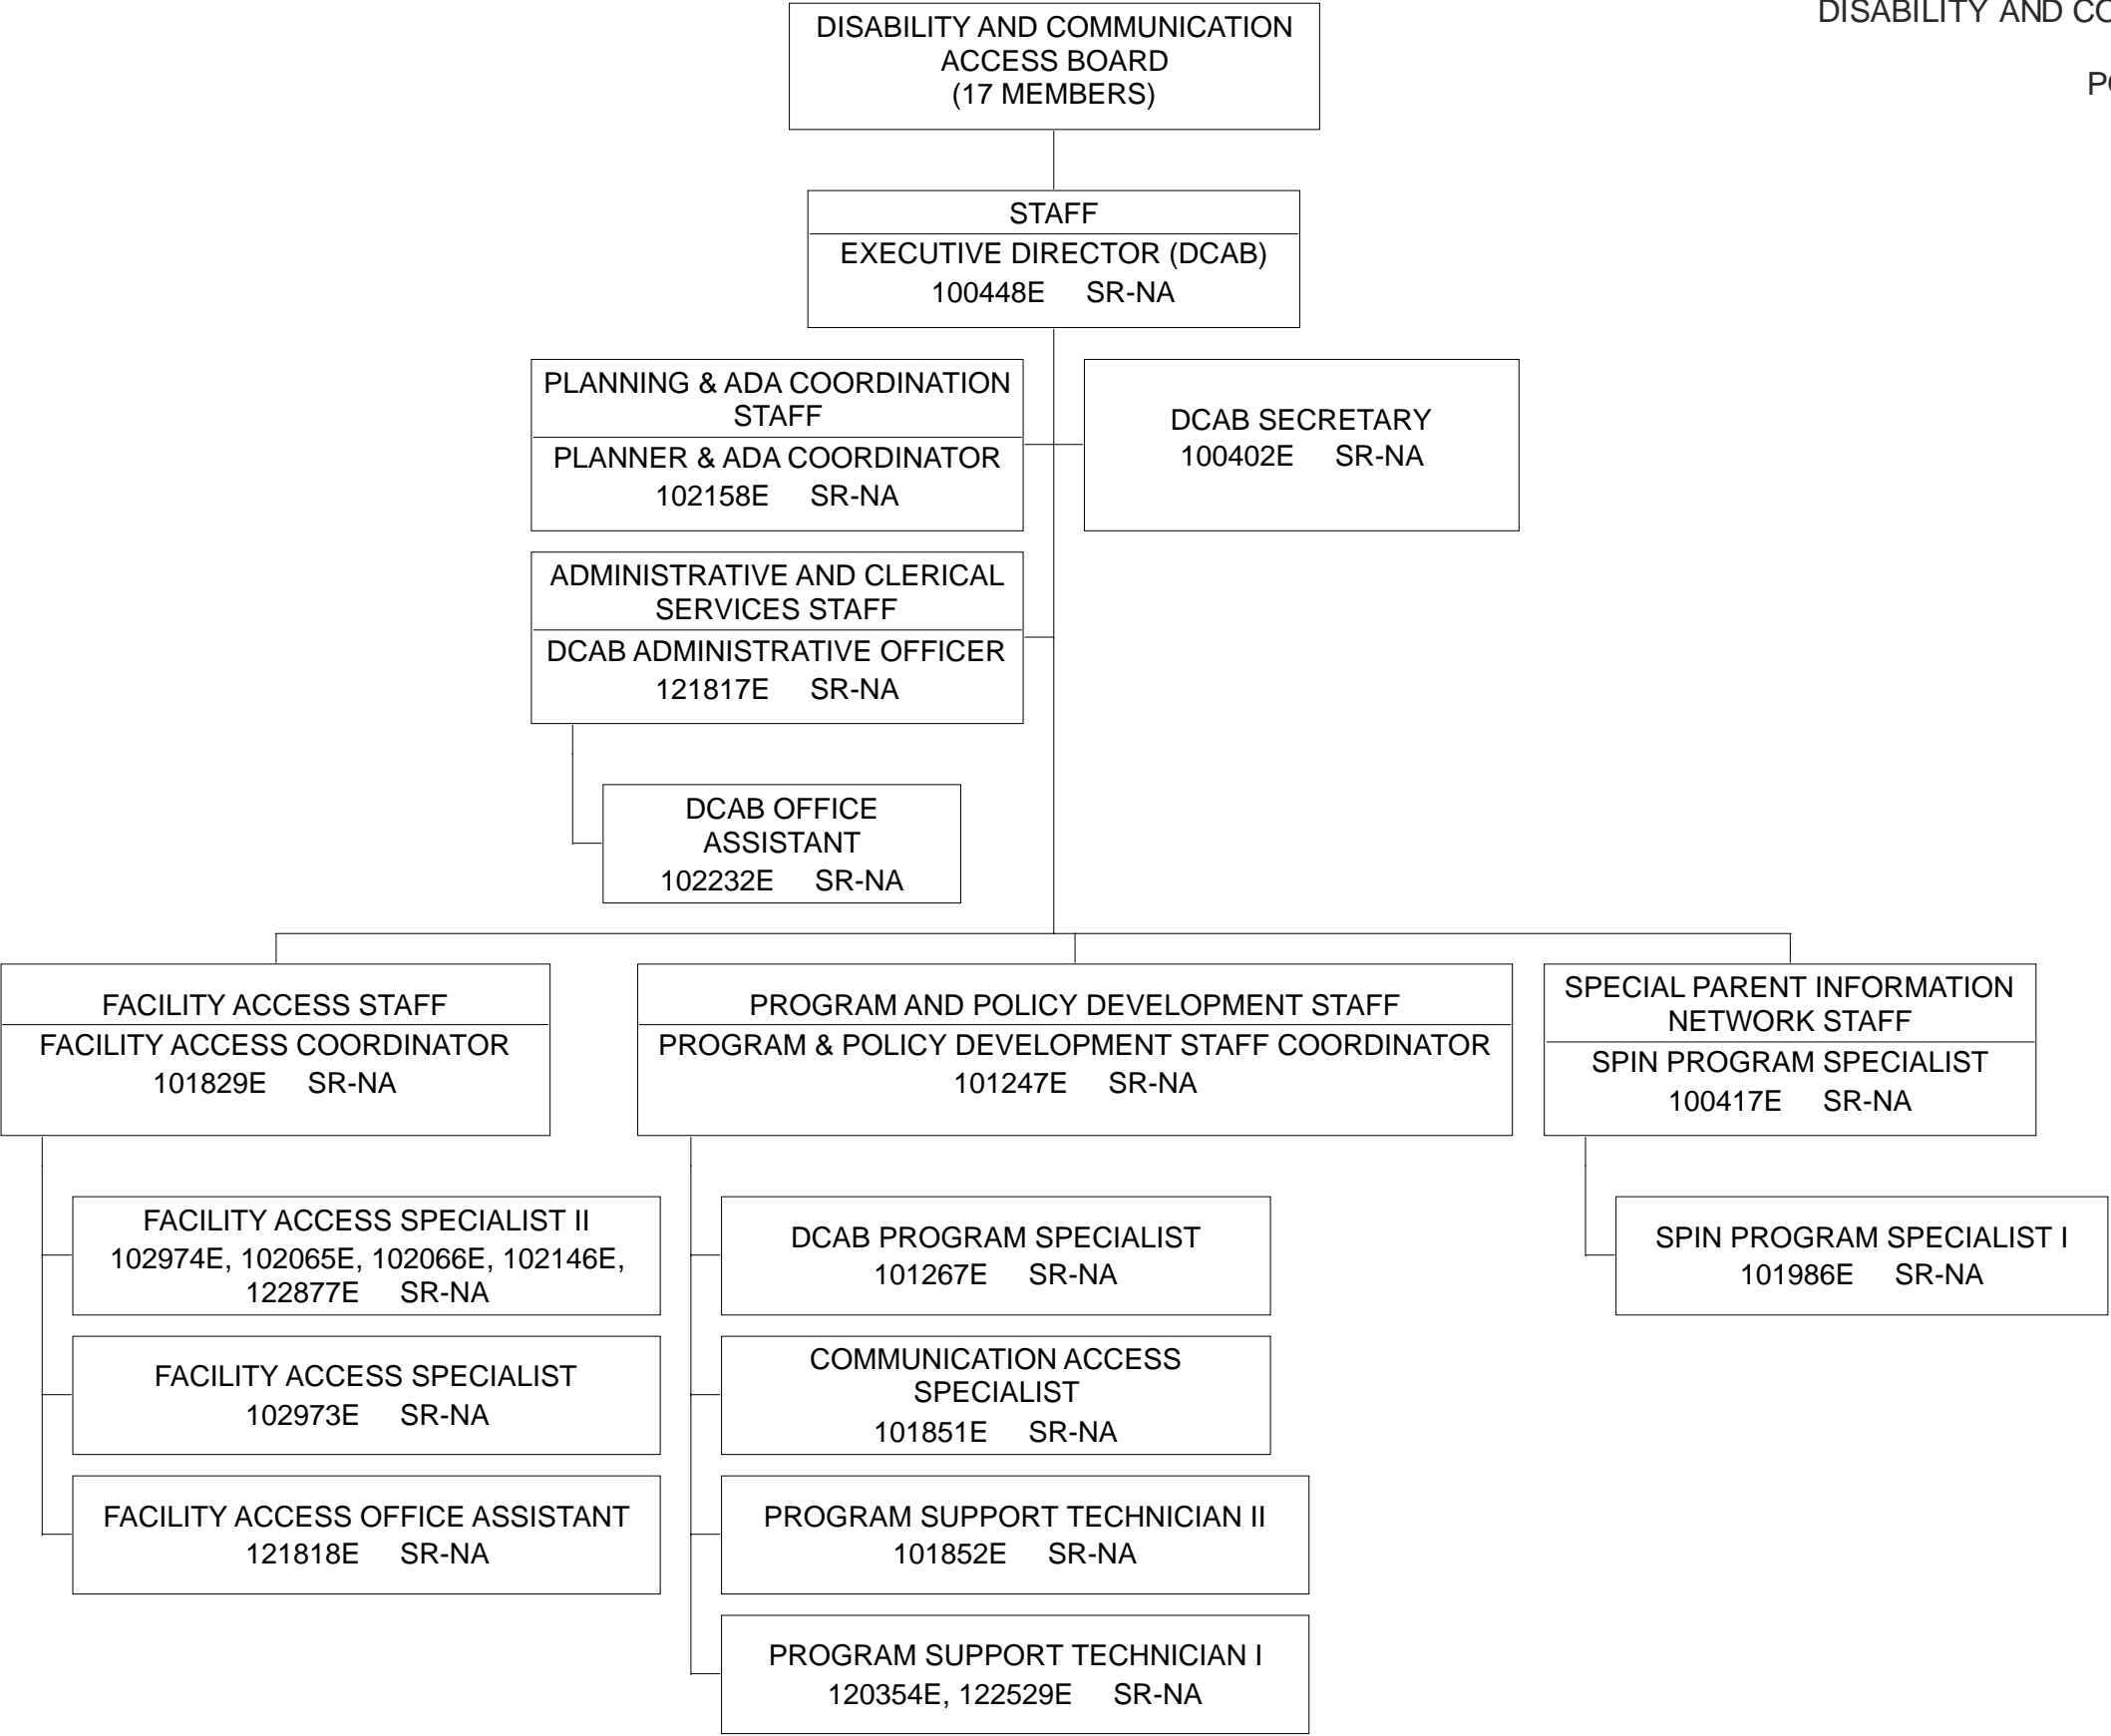 DISABILITY AND CO
PO
DISABILITY AND COMMUNICATION
ACCESS BOARD
(17 MEMBERS)
STAFF
EXECUTIVE DIRECTOR (DCAB)
100448E SR-NA
PLANNING & ADA COORDINATION
STAFF
PLANNER & ADA COORDINATOR
102158E SR-NA
DCAB SECRETARY
100402E SR-NA
ADMINISTRATIVE AND CLERICAL
SERVICES STAFF
DCAB ADMINISTRATIVE OFFICER
121817E SR-NA
DCAB OFFICE
ASSISTANT
102232E SR-NA
FACILITY ACCESS STAFF
FACILITY ACCESS COORDINATOR
101829E SR-NA
FACILITY ACCESS SPECIALIST II
102974E, 102065E, 102066E, 102146E,
122877E SR-NA
FACILITY ACCESS SPECIALIST
102973E SR-NA
FACILITY ACCESS OFFICE ASSISTANT
121818E SR-NA
PROGRAM AND POLICY DEVELOPMENT STAFF
PROGRAM & POLICY DEVELOPMENT STAFF COORDINATOR
101247E SR-NA
DCAB PROGRAM SPECIALIST
101267E SR-NA
COMMUNICATION ACCESS
SPECIALIST
101851E SR-NA
PROGRAM SUPPORT TECHNICIAN II
101852E SR-NA
PROGRAM SUPPORT TECHNICIAN I
120354E, 122529E SR-NA
SPECIAL PARENT INFORMATION
NETWORK STAFF
SPIN PROGRAM SPECIALIST
100417E SR-NA
SPIN PROGRAM SPECIALIST I
101986E SR-NA